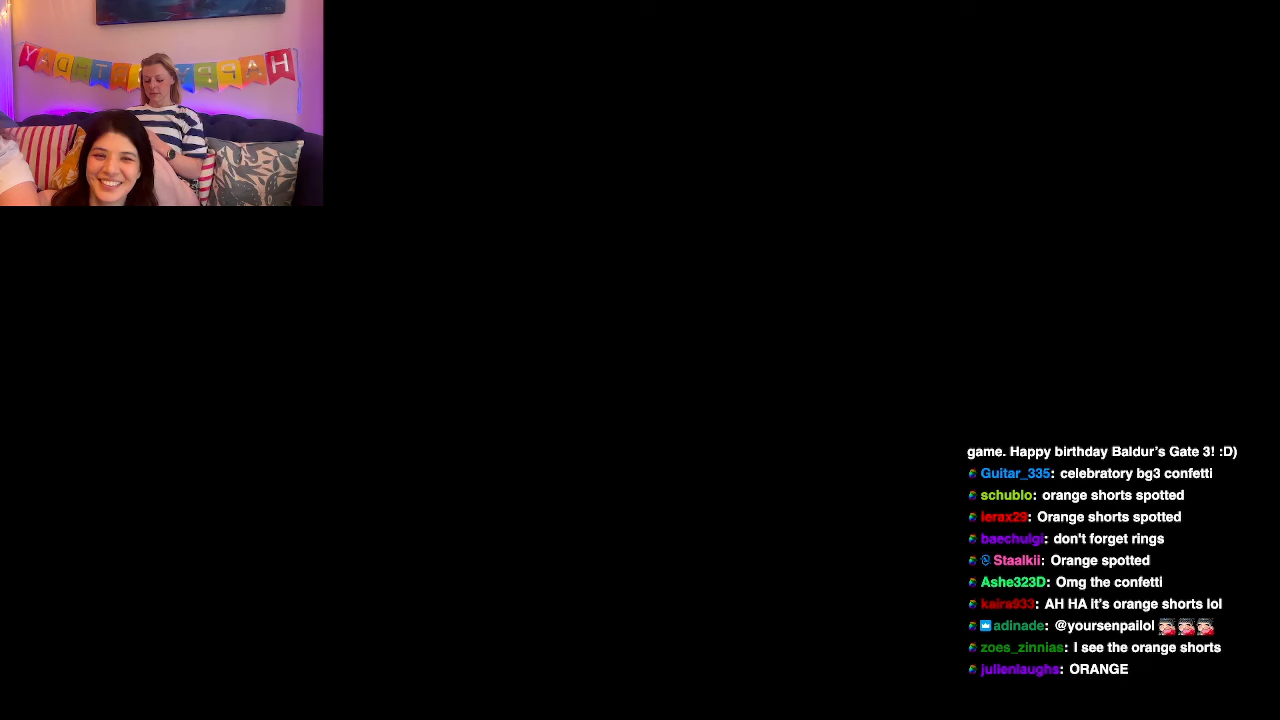 HAPPY BIRTHDAY
game. Happy birthday Baldur's Gate 3! :D)
Guitar_335: celebratory bg3 confetti
schublo: orange shorts spotted
lerax29: Orange shorts spotted
baechulgi: don't forget rings
Staalkii: Orange spotted
Ashe323D: Omg the confetti
kaira933: AH HA it's orange shorts lol
adinade: @yoursenpailol
zoes_zinnias: I see the orange shorts
julienlaughs: ORANGE